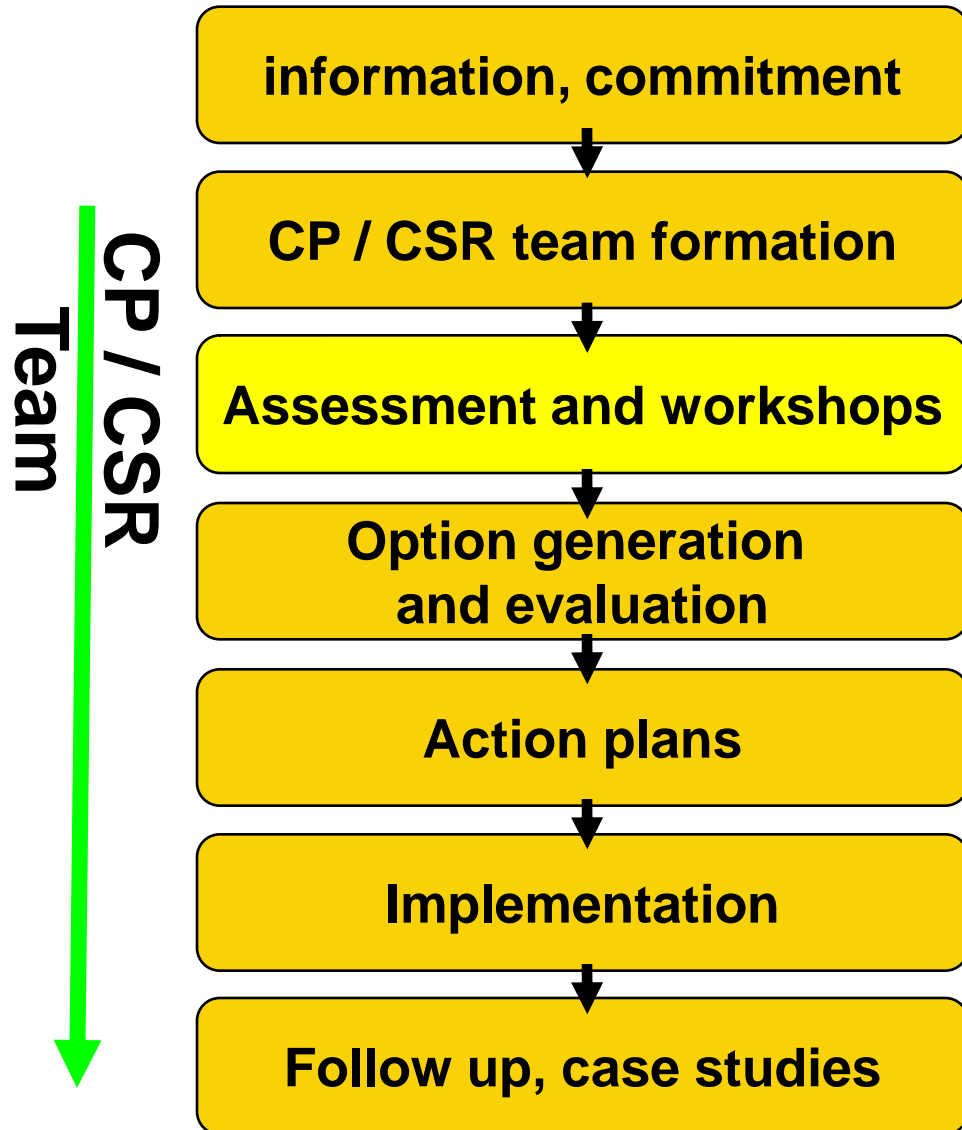 information, commitment
CP / CSR team formation
Assessment and workshops
Option generation
and evaluation
Action plans
Implementation
Follow up, case studies
CP / CSR
Team